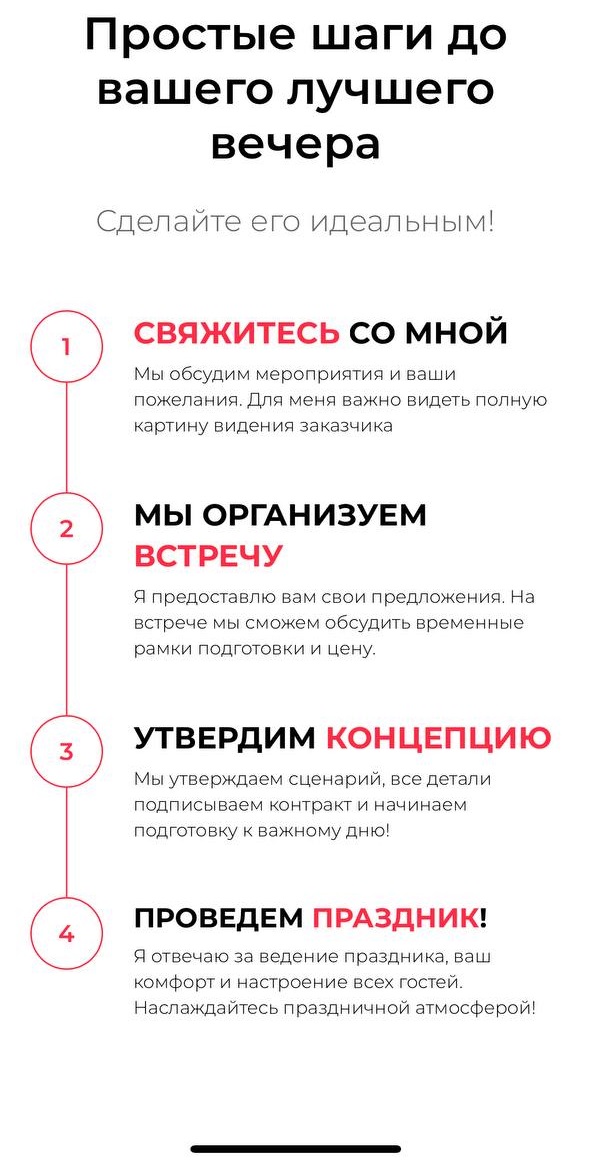 Простые шаги до
вашего лучшего
вечера
Сделайте его идеальным!
1
СВЯЖИТЕСЬ СО МНОЙ
Мы обсудим мероприятия и ваши
пожелания. Для меня важно видеть полную
картину видения заказчика
2
МЫ ОРГАНИЗУЕМ
ВСТРЕЧУ
Я предоставлю вам свои предложения. На
встрече мы сможем обсудить временные
рамки подготовки и цену.
3
УТВЕРДИМ КОНЦЕПЦИЮ
Мы утверждаем сценарий, все детали
подписываем контракт и начинаем
подготовку к важному дню!
4
ПРОВЕДЕМ ПРАЗДНИК!
Я отвечаю за ведение праздника, ваш
комфорт и настроение всех гостей.
Наслаждайтесь праздничной атмосферой!